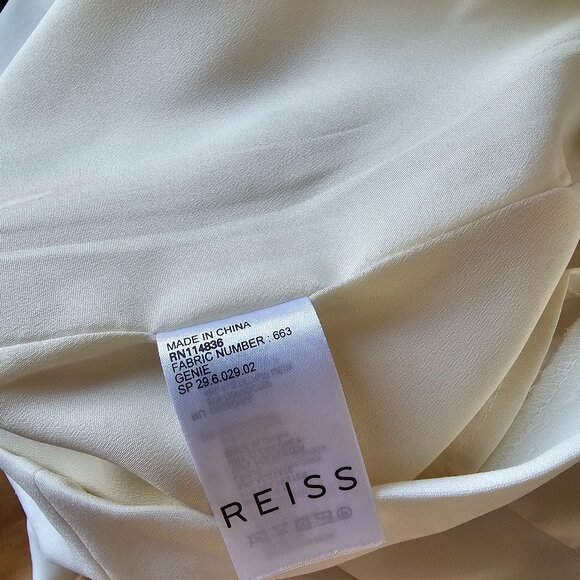 MADE IN CHINA
RN114836
FABRIC NUMBER : 663
GENIE
SP 29.6.029.02
REISS